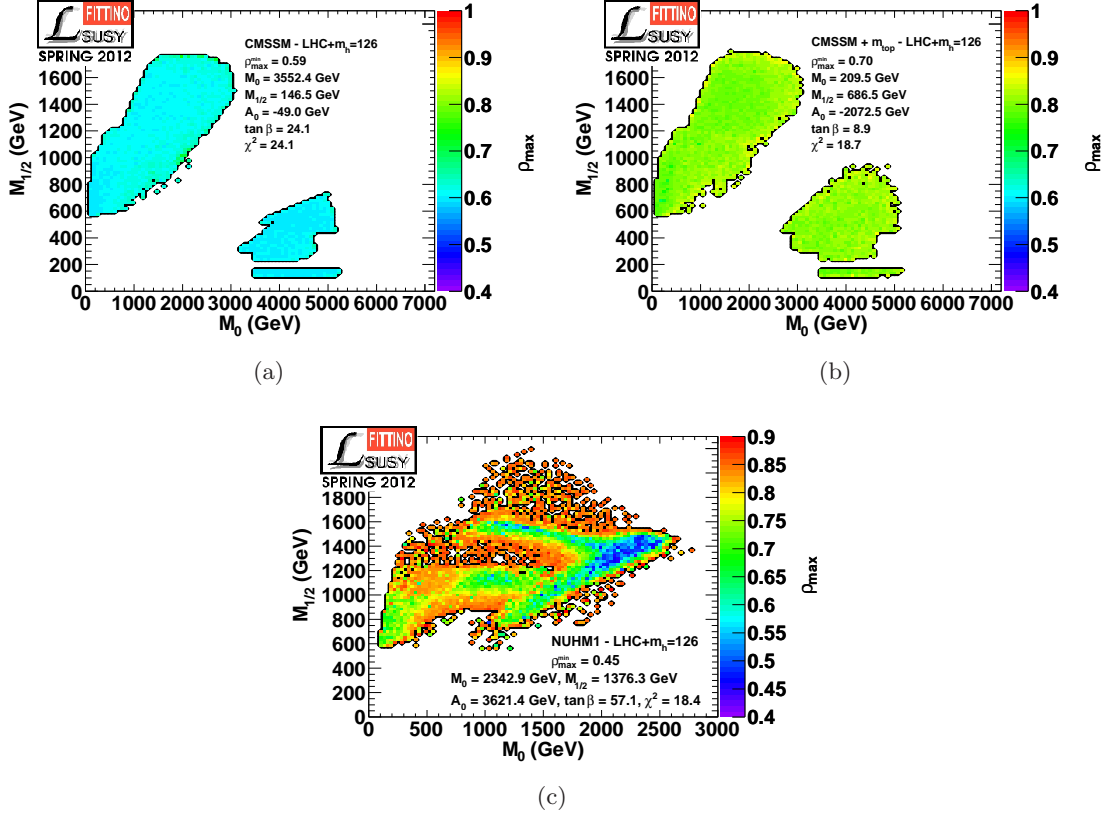 L FITTINO
SUSY
SPRING 2012
CMSSM - LHC+m_h=126
ρ_max^min = 0.59
M_0 = 3552.4 GeV
M_1/2 = 146.5 GeV
A_0 = -49.0 GeV
tan β = 24.1
χ² = 24.1
M_1/2 (GeV)
1600
1400
1200
1000
800
600
400
200
0
0 1000 2000 3000 4000 5000 6000 7000
M_0 (GeV)
1
0.9
0.8
0.7
0.6
0.5
0.4
ρ_max
(a)
L FITTINO
SUSY
SPRING 2012
CMSSM + m_top - LHC+m_h=126
ρ_max^min = 0.70
M_0 = 209.5 GeV
M_1/2 = 686.5 GeV
A_0 = -2072.5 GeV
tan β = 8.9
χ² = 18.7
M_1/2 (GeV)
1600
1400
1200
1000
800
600
400
200
0
0 1000 2000 3000 4000 5000 6000 7000
M_0 (GeV)
1
0.9
0.8
0.7
0.6
0.5
0.4
ρ_max
(b)
L FITTINO
SUSY
SPRING 2012
M_1/2 (GeV)
1800
1600
1400
1200
1000
800
600
400
200
0
NUHM1 - LHC+m_h=126
ρ_max^min = 0.45
M_0 = 2342.9 GeV, M_1/2 = 1376.3 GeV
A_0 = 3621.4 GeV, tan β = 57.1, χ² = 18.4
0 500 1000 1500 2000 2500 3000
M_0 (GeV)
0.9
0.85
0.8
0.75
0.7
0.65
0.6
0.55
0.5
0.45
0.4
ρ_max
(c)